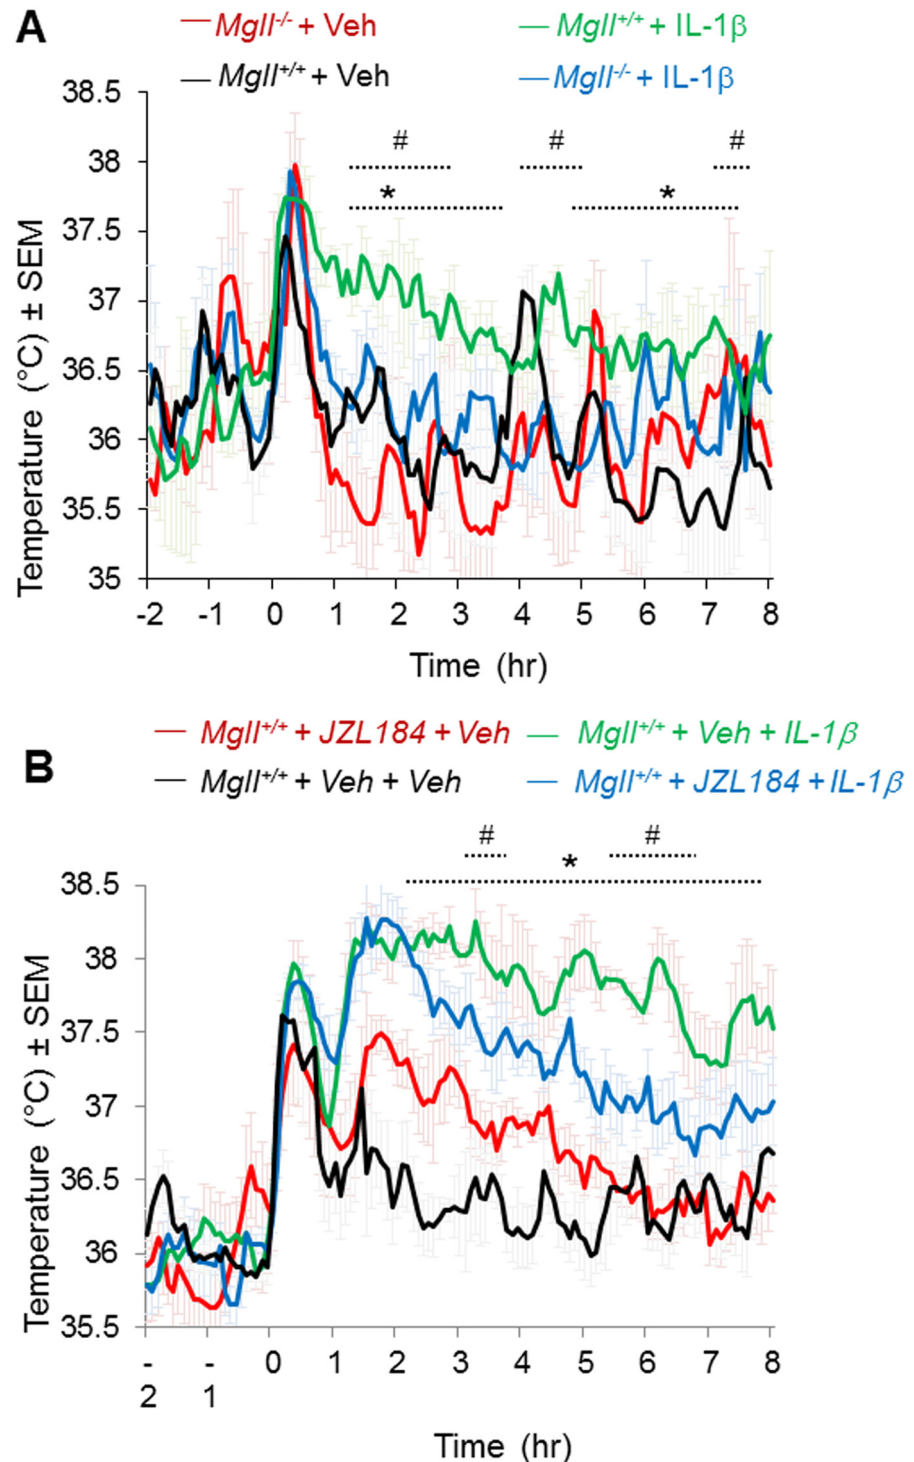 A
Mgll-/- + Veh
Mgll+/+ + IL-1β
Mgll+/+ + Veh
Mgll-/- + IL-1β
38.5
38
37.5
37
36.5
36
35.5
35
Temperature (°C) ± SEM
# # #
* *
-2 -1 0 1 2 3 4 5 6 7 8
Time (hr)
B
Mgll+/+ + JZL184 + Veh
Mgll+/+ + Veh + IL-1β
Mgll+/+ + Veh + Veh
Mgll+/+ + JZL184 + IL-1β
# #
*
38.5
38
37.5
37
36.5
36
35.5
Temperature (°C) ± SEM
- - 0 1 2 3 4 5 6 7 8
2 1
Time (hr)